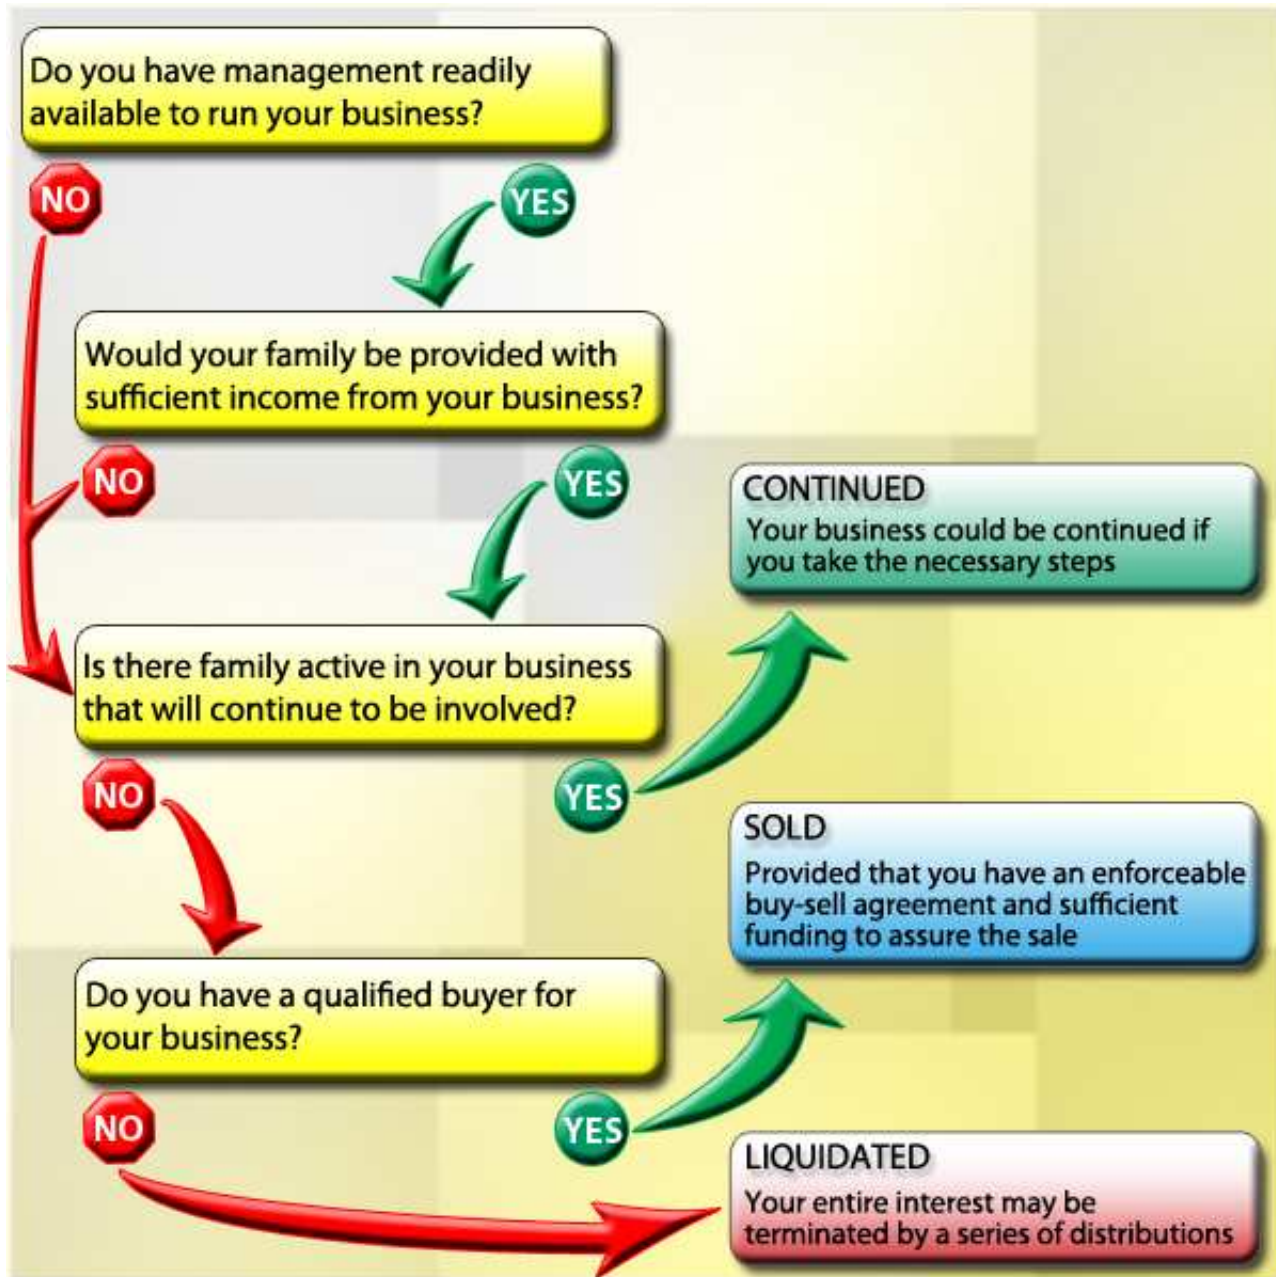 Do you have management readily
available to run your business?
NO
YES
Would your family be provided with
sufficient income from your business?
NO
YES
CONTINUED
Your business could be continued if
you take the necessary steps
Is there family active in your business
that will continue to be involved?
NO
YES
SOLD
Provided that you have an enforceable
buy-sell agreement and sufficient
funding to assure the sale
Do you have a qualified buyer for
your business?
NO
YES
LIQUIDATED
Your entire interest may be
terminated by a series of distributions